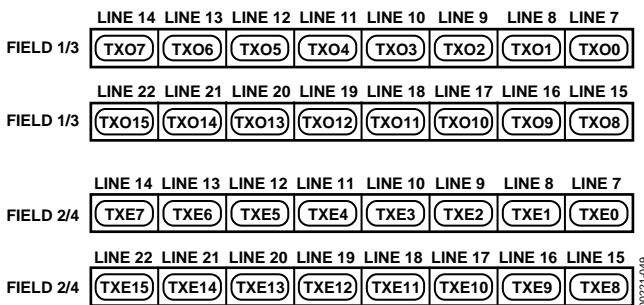 LINE 14 LINE 13 LINE 12 LINE 11 LINE 10 LINE 9 LINE 8 LINE 7
FIELD 1/3 TXO7 TXO6 TXO5 TXO4 TXO3 TXO2 TXO1 TXO0
LINE 22 LINE 21 LINE 20 LINE 19 LINE 18 LINE 17 LINE 16 LINE 15
FIELD 1/3 TXO15 TXO14 TXO13 TXO12 TXO11 TXO10 TXO9 TXO8
LINE 14 LINE 13 LINE 12 LINE 11 LINE 10 LINE 9 LINE 8 LINE 7
FIELD 2/4 TXE7 TXE6 TXE5 TXE4 TXE3 TXE2 TXE1 TXE0
LINE 22 LINE 21 LINE 20 LINE 19 LINE 18 LINE 17 LINE 16 LINE 15
FIELD 2/4 TXE15 TXE14 TXE13 TXE12 TXE11 TXE10 TXE9 TXE8